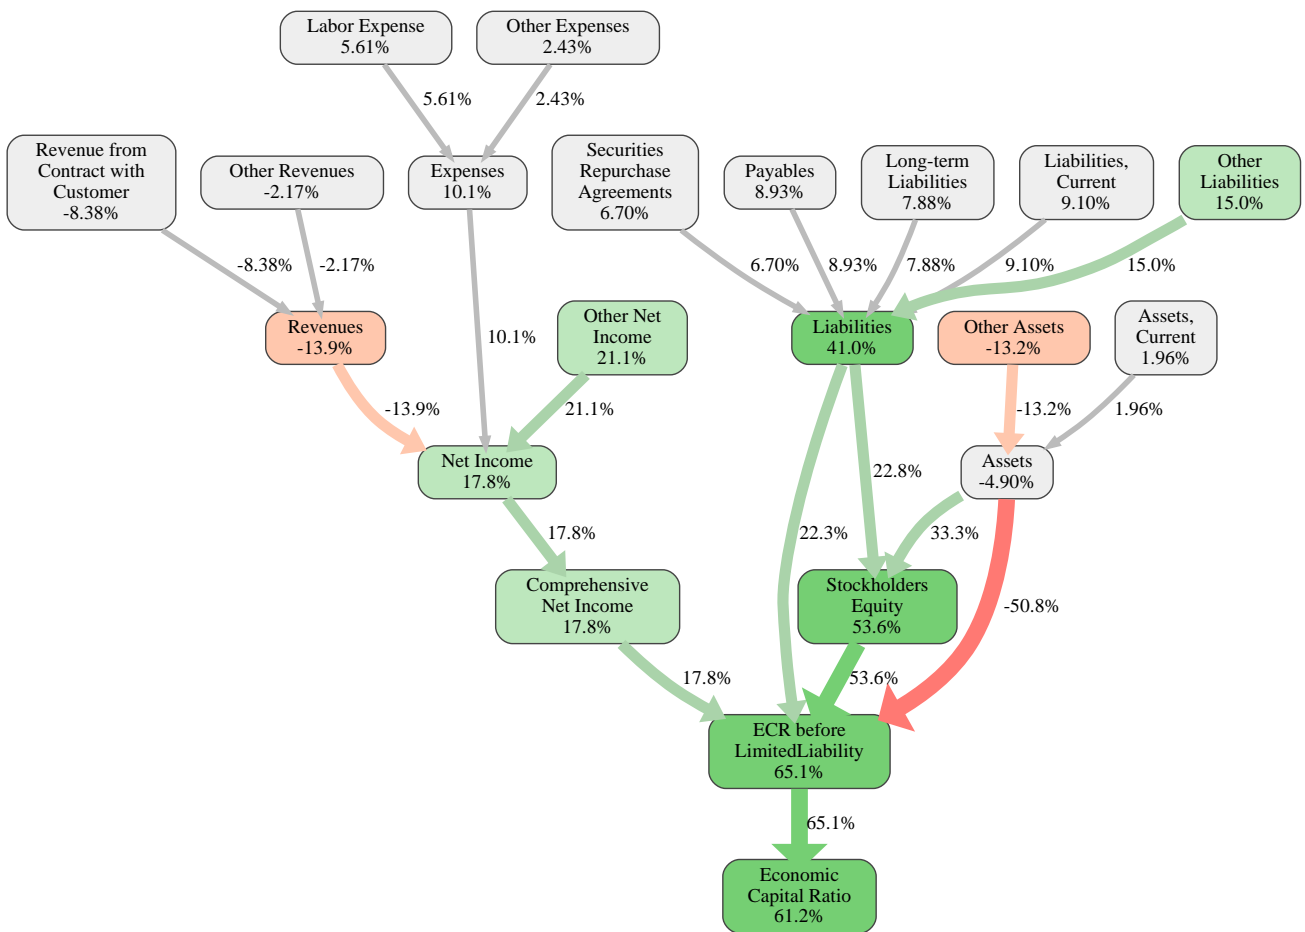 Labor Expense
5.61%
Other Expenses
2.43%
5.61%
2.43%
Revenue from
Contract with
Customer
-8.38%
Other Revenues
-2.17%
Expenses
10.1%
Securities
Repurchase
Agreements
6.70%
Payables
8.93%
Long-term
Liabilities
7.88%
Liabilities,
Current
9.10%
Other
Liabilities
15.0%
-8.38%
-2.17%
6.70%
8.93%
7.88%
9.10%
15.0%
Revenues
-13.9%
Other Net
Income
21.1%
Liabilities
41.0%
Other Assets
-13.2%
Assets,
Current
1.96%
10.1%
-13.9%
21.1%
-13.2%
1.96%
Net Income
17.8%
Assets
-4.90%
22.8%
17.8%
22.3%
33.3%
Comprehensive
Net Income
17.8%
Stockholders
Equity
53.6%
-50.8%
17.8%
53.6%
ECR before
LimitedLiability
65.1%
65.1%
Economic
Capital Ratio
61.2%